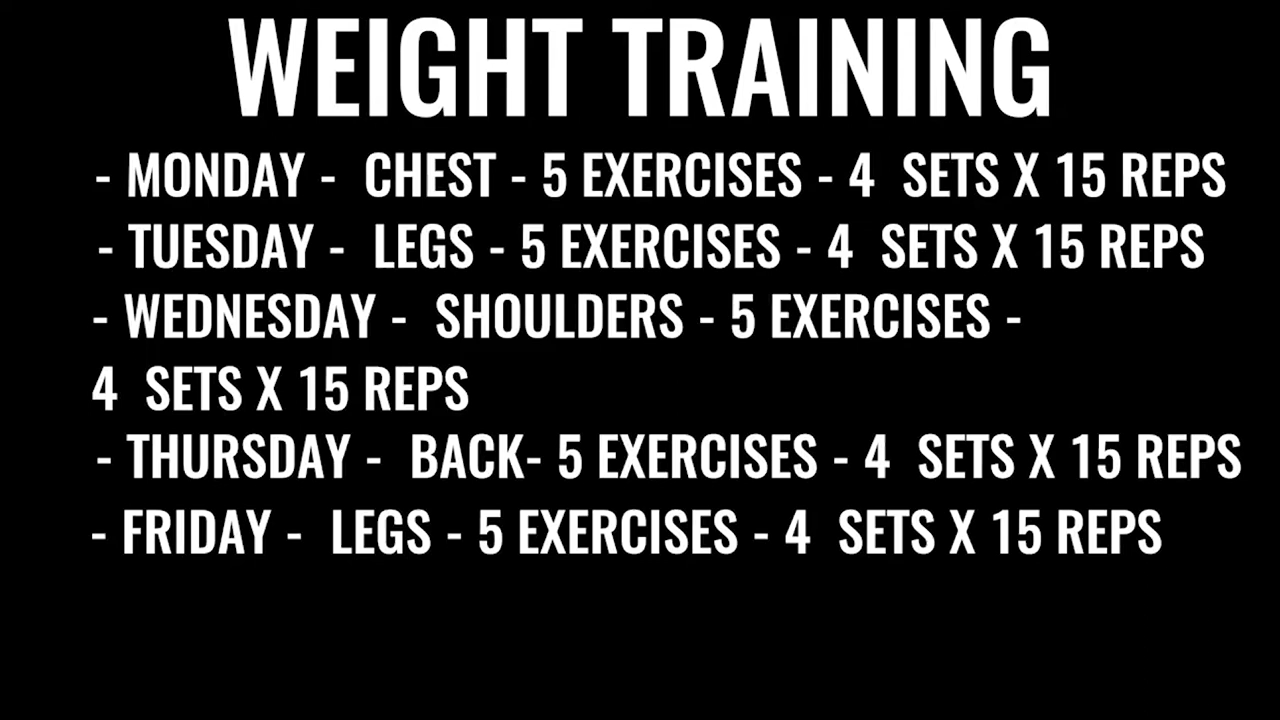 WEIGHT TRAINING
- MONDAY - CHEST - 5 EXERCISES - 4 SETS X 15 REPS
- TUESDAY - LEGS - 5 EXERCISES - 4 SETS X 15 REPS
- WEDNESDAY - SHOULDERS - 5 EXERCISES -
4 SETS X 15 REPS
- THURSDAY - BACK- 5 EXERCISES - 4 SETS X 15 REPS
- FRIDAY - LEGS - 5 EXERCISES - 4 SETS X 15 REPS